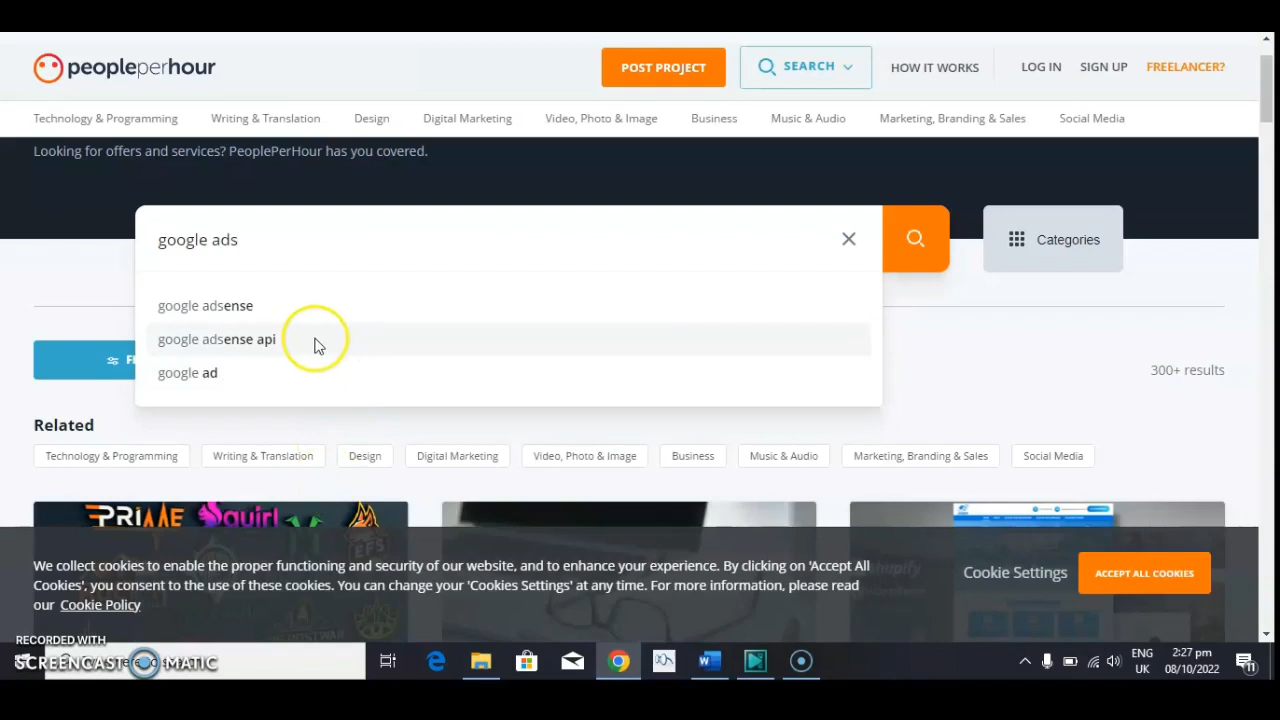 peopleperhour
POST PROJECT
SEARCH
HOW IT WORKS
LOG IN
SIGN UP
FREELANCER?
Technology & Programming
Writing & Translation
Design
Digital Marketing
Video, Photo & Image
Business
Music & Audio
Marketing, Branding & Sales
Social Media
Looking for offers and services? PeoplePerHour has you covered.
google ads
Categories
google adsense
google adsense api
google ad
300+ results
Related
Technology & Programming
Writing & Translation
Design
Digital Marketing
Video, Photo & Image
Business
Music & Audio
Marketing, Branding & Sales
Social Media
PRIME
Squirl
EFS
We collect cookies to enable the proper functioning and security of our website, and to enhance your experience. By clicking on 'Accept All
Cookies', you consent to the use of these cookies. You can change your 'Cookies Settings' at any time. For more information, please read
our Cookie Policy
Cookie Settings
ACCEPT ALL COOKIES
RECORDED WITH
SCREENCAST MATIC
ENG
UK
2:27 pm
08/10/2022
11